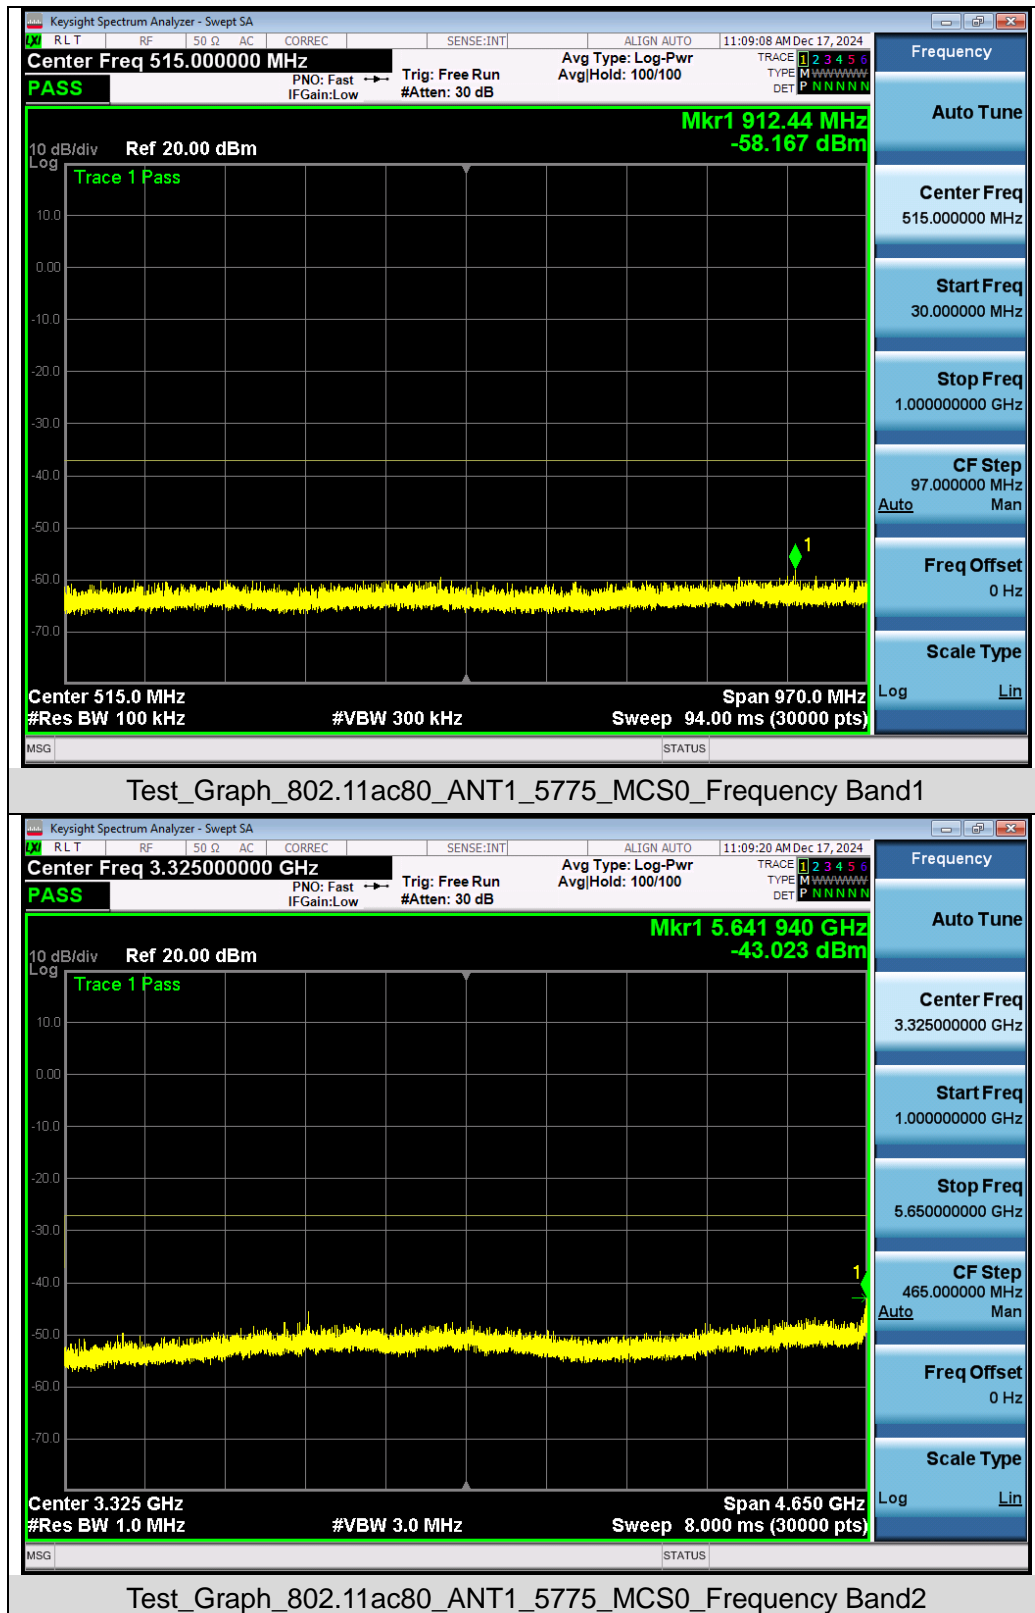 Keysight Spectrum Analyzer - Swept SA
LXI RLT RF 50 Ω AC CORREC SENSE:INT ALIGN AUTO 11:09:08 AM Dec 17, 2024
Center Freq 515.000000 MHz
PASS
PNO: Fast
IFGain:Low
Trig: Free Run
#Atten: 30 dB
Avg Type: Log-Pwr
Avg|Hold: 100/100
TRACE 1 2 3 4 5 6
TYPE M WWWWW
DET P N N N N N
Mkr1 912.44 MHz
-58.167 dBm
10 dB/div Ref 20.00 dBm
Log
Trace 1 Pass
10.0
0.00
-10.0
-20.0
-30.0
-40.0
-50.0
-60.0
-70.0
1
Center 515.0 MHz Span 970.0 MHz
#Res BW 100 kHz #VBW 300 kHz Sweep 94.00 ms (30000 pts)
MSG STATUS
Frequency
Auto Tune
Center Freq
515.000000 MHz
Start Freq
30.000000 MHz
Stop Freq
1.000000000 GHz
CF Step
97.000000 MHz
Auto Man
Freq Offset
0 Hz
Scale Type
Log Lin
Test_Graph_802.11ac80_ANT1_5775_MCS0_Frequency Band1
Keysight Spectrum Analyzer - Swept SA
LXI RLT RF 50 Ω AC CORREC SENSE:INT ALIGN AUTO 11:09:20 AM Dec 17, 2024
Center Freq 3.325000000 GHz
PASS
PNO: Fast
IFGain:Low
Trig: Free Run
#Atten: 30 dB
Avg Type: Log-Pwr
Avg|Hold: 100/100
TRACE 1 2 3 4 5 6
TYPE M WWWWW
DET P N N N N N
Mkr1 5.641 940 GHz
-43.023 dBm
10 dB/div Ref 20.00 dBm
Log
Trace 1 Pass
10.0
0.00
-10.0
-20.0
-30.0
-40.0
-50.0
-60.0
-70.0
1
Center 3.325 GHz Span 4.650 GHz
#Res BW 1.0 MHz #VBW 3.0 MHz Sweep 8.000 ms (30000 pts)
MSG STATUS
Frequency
Auto Tune
Center Freq
3.325000000 GHz
Start Freq
1.000000000 GHz
Stop Freq
5.650000000 GHz
CF Step
465.000000 MHz
Auto Man
Freq Offset
0 Hz
Scale Type
Log Lin
Test_Graph_802.11ac80_ANT1_5775_MCS0_Frequency Band2